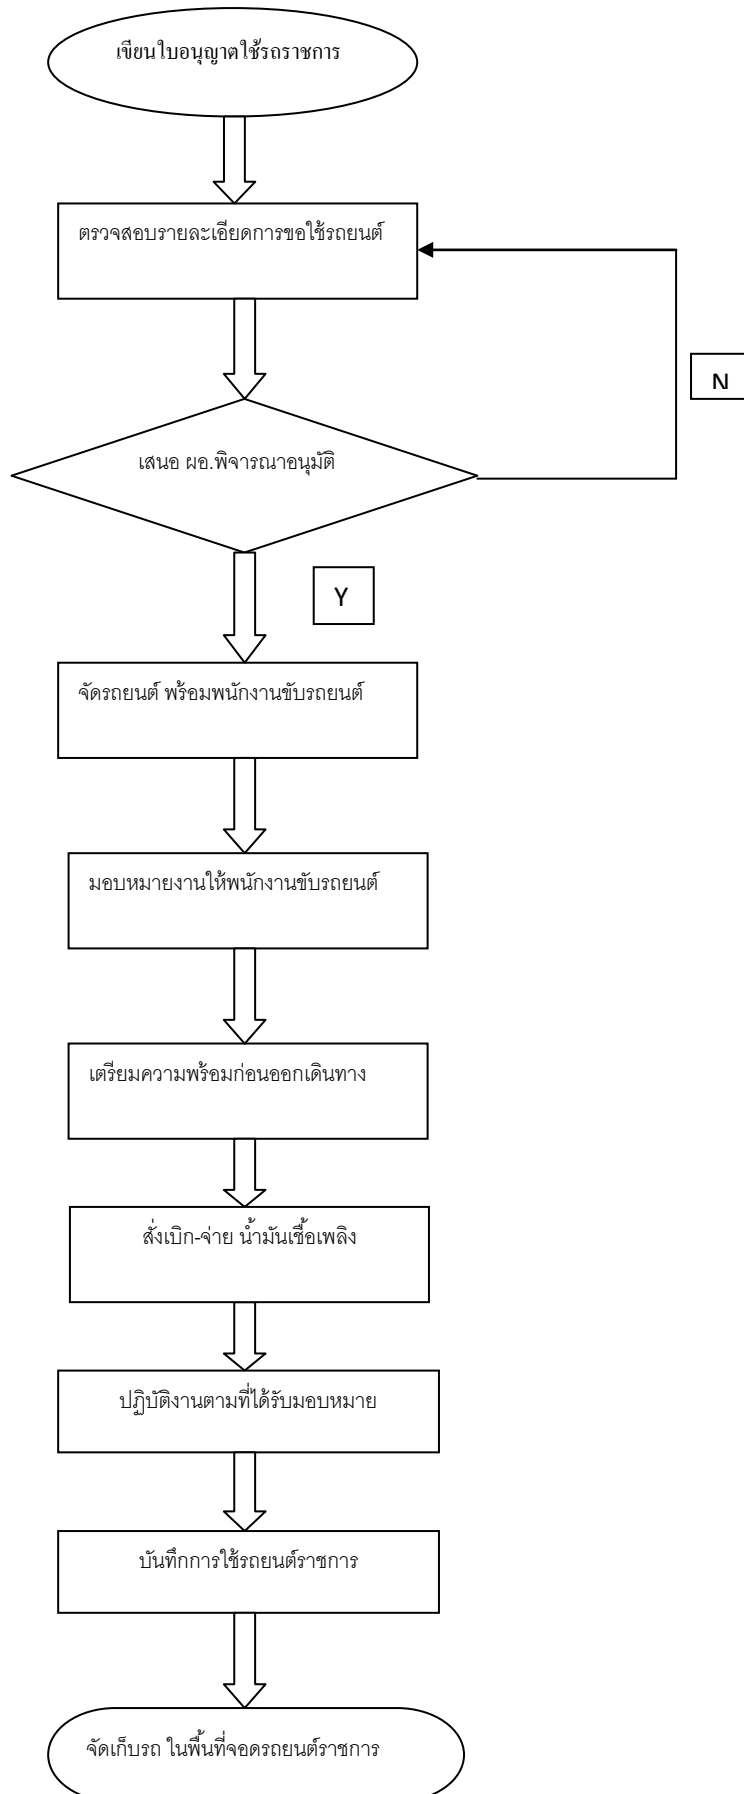 เขียนใบอนุญาตใช้รถราชการ
ตรวจสอบรายละเอียดการขอใช้รถยนต์
N
เสนอ ผอ.พิจารณาอนุมัติ
Y
จัดรถยนต์ พร้อมพนักงานขับรถยนต์
มอบหมายงานให้พนักงานขับรถยนต์
เตรียมความพร้อมก่อนออกเดินทาง
สั่งเบิก-จ่าย น้ำมันเชื้อเพลิง
ปฏิบัติงานตามที่ได้รับมอบหมาย
บันทึกการใช้รถยนต์ราชการ
จัดเก็บรถ ในพื้นที่จอดรถยนต์ราชการ